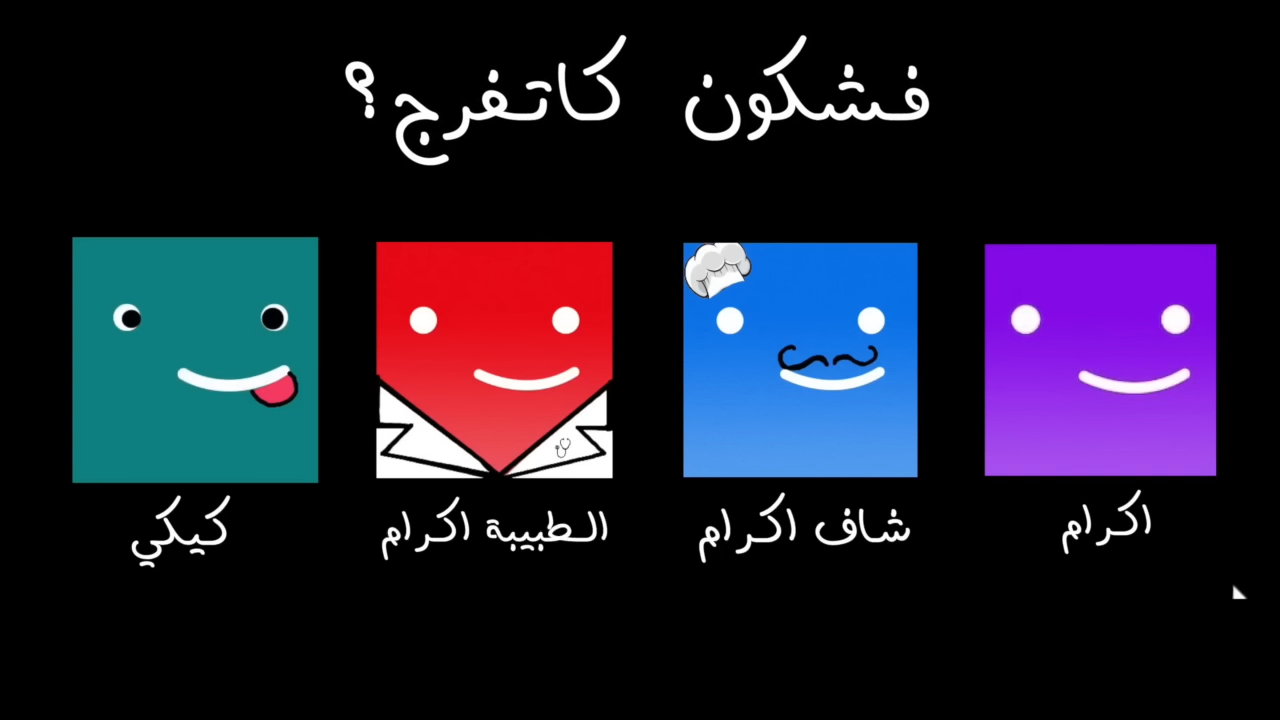 فشكون كاتفرج؟
اكرام
شاف اكرام
الطبيبة اكرام
كيكي